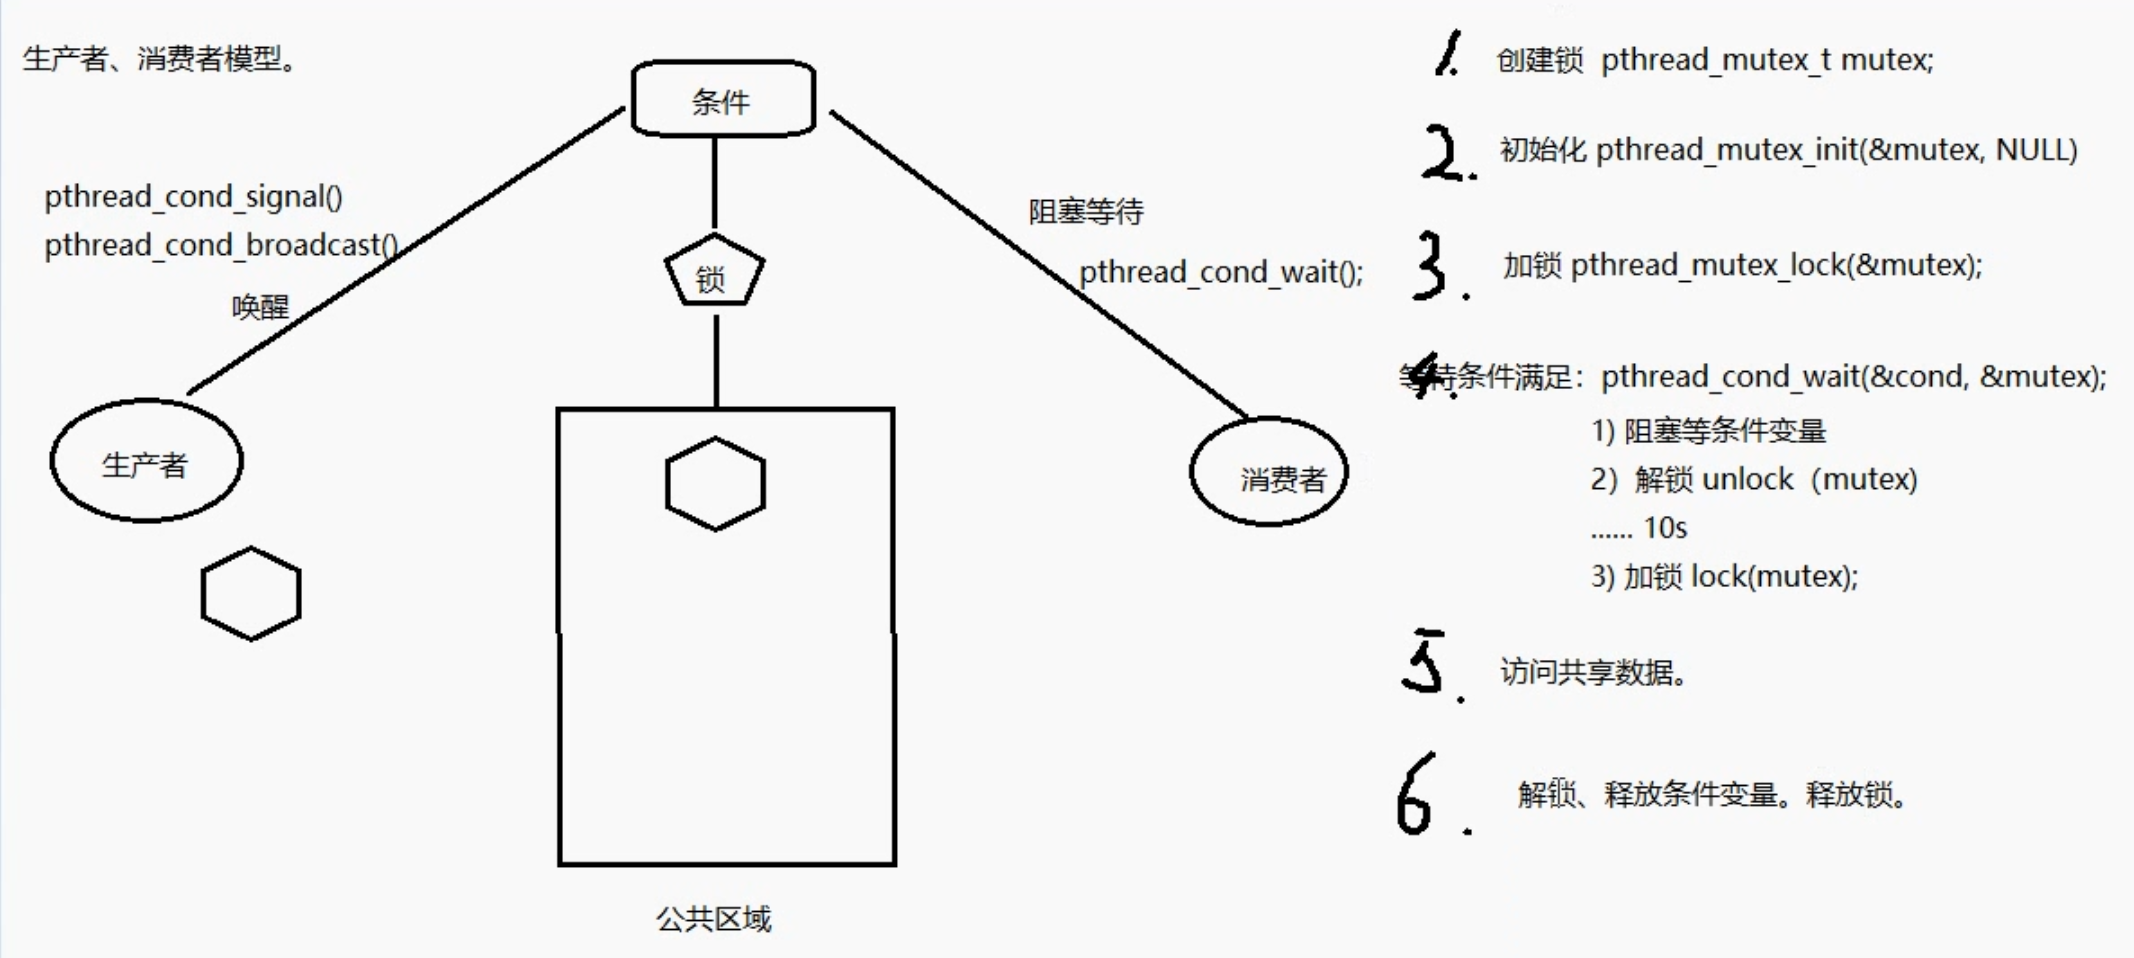 生产者、消费者模型。
条件
pthread_cond_signal()
pthread_cond_broadcast()
唤醒
锁
阻塞等待
pthread_cond_wait();
生产者
消费者
公共区域
1. 创建锁 pthread_mutex_t mutex;
2. 初始化 pthread_mutex_init(&mutex, NULL)
3. 加锁 pthread_mutex_lock(&mutex);
4. 等待条件满足：pthread_cond_wait(&cond, &mutex);
1) 阻塞等条件变量
2）解锁 unlock（mutex)
...... 10s
3) 加锁 lock(mutex);
5. 访问共享数据。
6. 解锁、释放条件变量。释放锁。